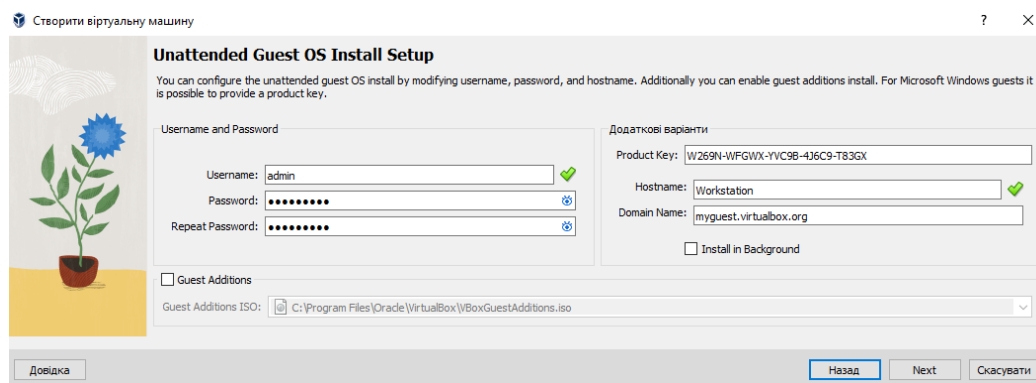 Створити віртуальну машину
?
Unattended Guest OS Install Setup
You can configure the unattended guest OS install by modifying username, password, and hostname. Additionally you can enable guest additions install. For Microsoft Windows guests it
is possible to provide a product key.
Username and Password
Username: admin
Password: •••••••••
Repeat Password: •••••••••
Додаткові варіанти
Product Key: W269N-WFGWX-YVC9B-4J6C9-T83GX
Hostname: Workstation
Domain Name: myguest.virtualbox.org
Install in Background
Guest Additions
Guest Additions ISO: C:\Program Files\Oracle\VirtualBox\VBoxGuestAdditions.iso
Довідка
Назад Next Скасувати